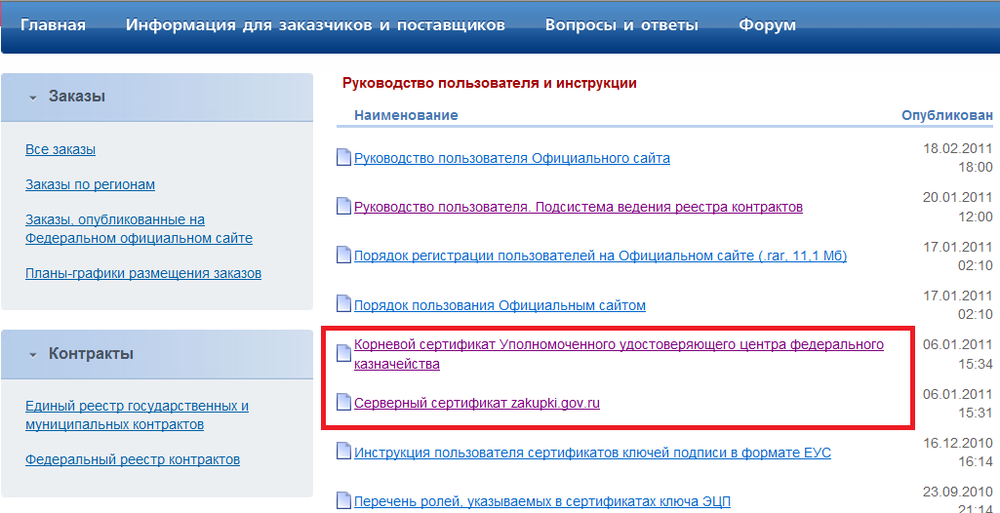 Главная Информация для заказчиков и поставщиков Вопросы и ответы Форум
Заказы
Все заказы
Заказы по регионам
Заказы, опубликованные на
Федеральном официальном сайте
Планы-графики размещения заказов
Контракты
Единый реестр государственных и
муниципальных контрактов
Федеральный реестр контрактов
Руководство пользователя и инструкции
Наименование Опубликован
Руководство пользователя Официального сайта 18.02.2011
18:00
Руководство пользователя. Подсистема ведения реестра контрактов 20.01.2011
12:00
Порядок регистрации пользователей на Официальном сайте (.rar, 11,1 Мб) 17.01.2011
02:10
Порядок пользования Официальным сайтом 17.01.2011
02:10
Корневой сертификат Уполномоченного удостоверяющего центра федерального 06.01.2011
казначейства 15:34
Серверный сертификат zakupki.gov.ru 06.01.2011
15:31
Инструкция пользователя сертификатов ключей подписи в формате ЕУС 16.12.2010
16:14
Перечень ролей, указываемых в сертификатах ключа ЭЦП 23.09.2010
21:14